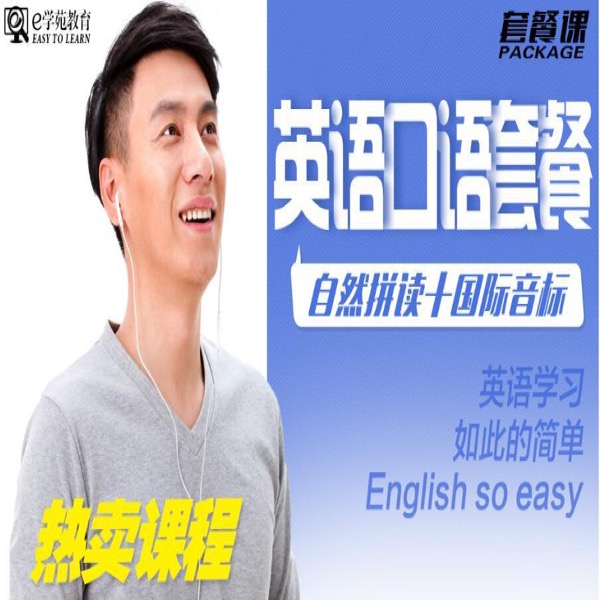 e学苑教育
EASY TO LEARN
套餐课
PACKAGE
英语口语套餐
自然拼读十国际音标
英语学习
如此的简单
English so easy
热卖课程